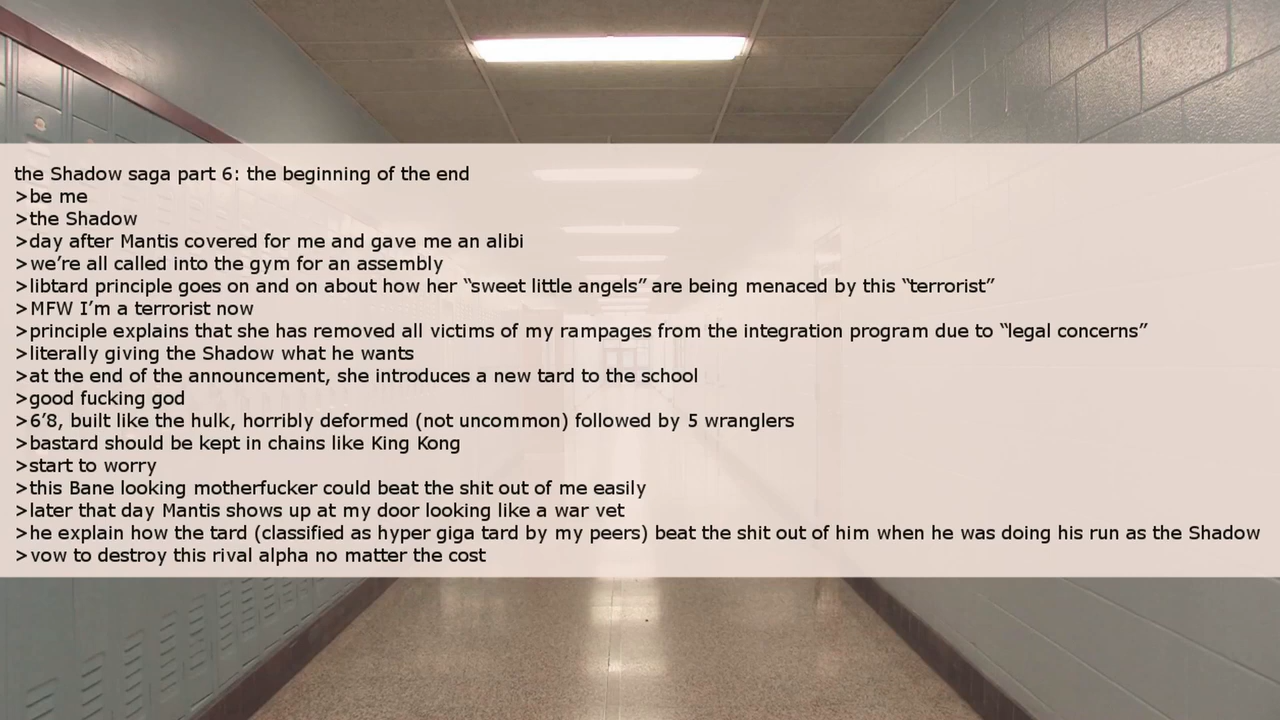 the Shadow saga part 6: the beginning of the end
>be me
>the Shadow
>day after Mantis covered for me and gave me an alibi
>we’re all called into the gym for an assembly
>libtard principle goes on and on about how her “sweet little angels” are being menaced by this “terrorist”
>MFW I’m a terrorist now
>principle explains that she has removed all victims of my rampages from the integration program due to “legal concerns”
>literally giving the Shadow what he wants
>at the end of the announcement, she introduces a new tard to the school
>good fucking god
>6’8, built like the hulk, horribly deformed (not uncommon) followed by 5 wranglers
>bastard should be kept in chains like King Kong
>start to worry
>this Bane looking motherfucker could beat the shit out of me easily
>later that day Mantis shows up at my door looking like a war vet
>he explain how the tard (classified as hyper giga tard by my peers) beat the shit out of him when he was doing his run as the Shadow
>vow to destroy this rival alpha no matter the cost